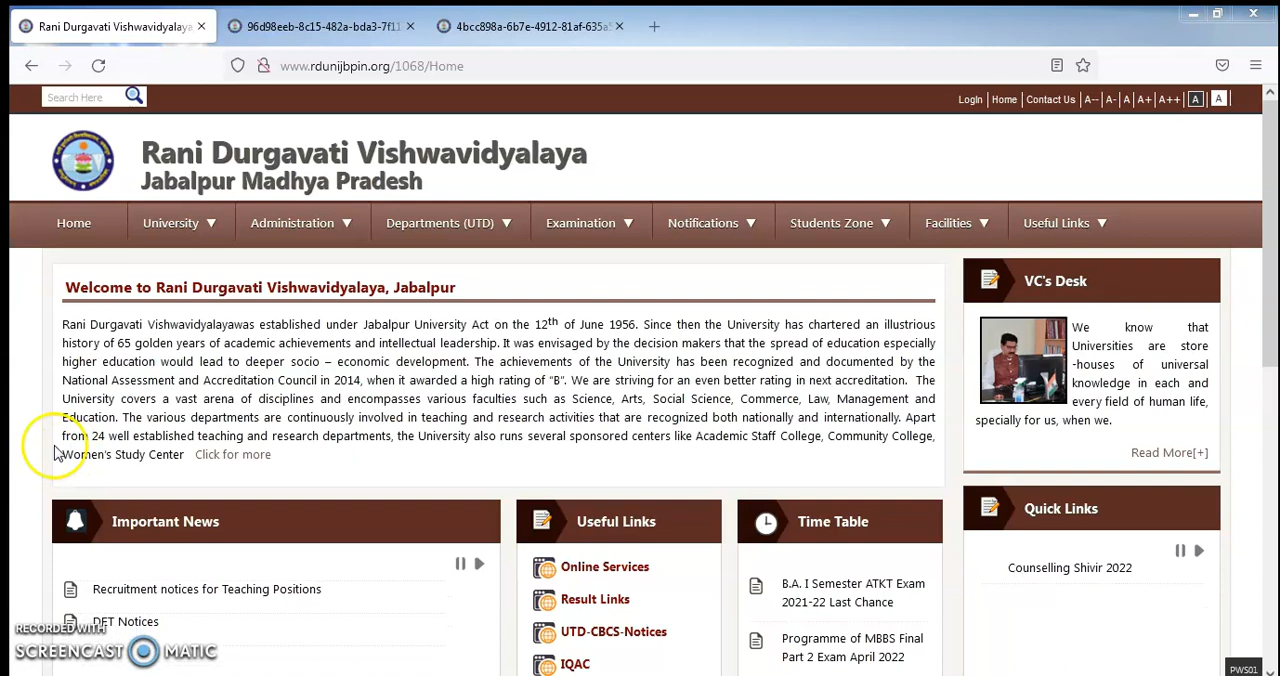 Rani Durgavati Vishwavidyalaya,
96d98eeb-8c15-482a-bda3-7f11
4bcc898a-6b7e-4912-81af-635a5
www.rdunijbpin.org/1068/Home
Search Here
LogIn Home Contact Us A-- A- A A+ A++ A A
Rani Durgavati Vishwavidyalaya
Jabalpur Madhya Pradesh
Home University ▼ Administration ▼ Departments (UTD) ▼ Examination ▼ Notifications ▼ Students Zone ▼ Facilities ▼ Useful Links ▼
Welcome to Rani Durgavati Vishwavidyalaya, Jabalpur
Rani Durgavati Vishwavidyalayawas established under Jabalpur University Act on the 12th of June 1956. Since then the University has chartered an illustrious
history of 65 golden years of academic achievements and intellectual leadership. It was envisaged by the decision makers that the spread of education especially
higher education would lead to deeper socio – economic development. The achievements of the University has been recognized and documented by the
National Assessment and Accreditation Council in 2014, when it awarded a high rating of "B". We are striving for an even better rating in next accreditation. The
University covers a vast arena of disciplines and encompasses various faculties such as Science, Arts, Social Science, Commerce, Law, Management and
Education. The various departments are continuously involved in teaching and research activities that are recognized both nationally and internationally. Apart
from 24 well established teaching and research departments, the University also runs several sponsored centers like Academic Staff College, Community College,
Women's Study Center Click for more
VC's Desk
We know that
Universities are store
-houses of universal
knowledge in each and
every field of human life,
especially for us, when we.
Read More[+]
Important News
Recruitment notices for Teaching Positions
DET Notices
Useful Links
Online Services
Result Links
UTD-CBCS-Notices
IQAC
Time Table
B.A. I Semester ATKT Exam
2021-22 Last Chance
Programme of MBBS Final
Part 2 Exam April 2022
Quick Links
Counselling Shivir 2022
RECORDED WITH
SCREENCAST MATIC
PWS01